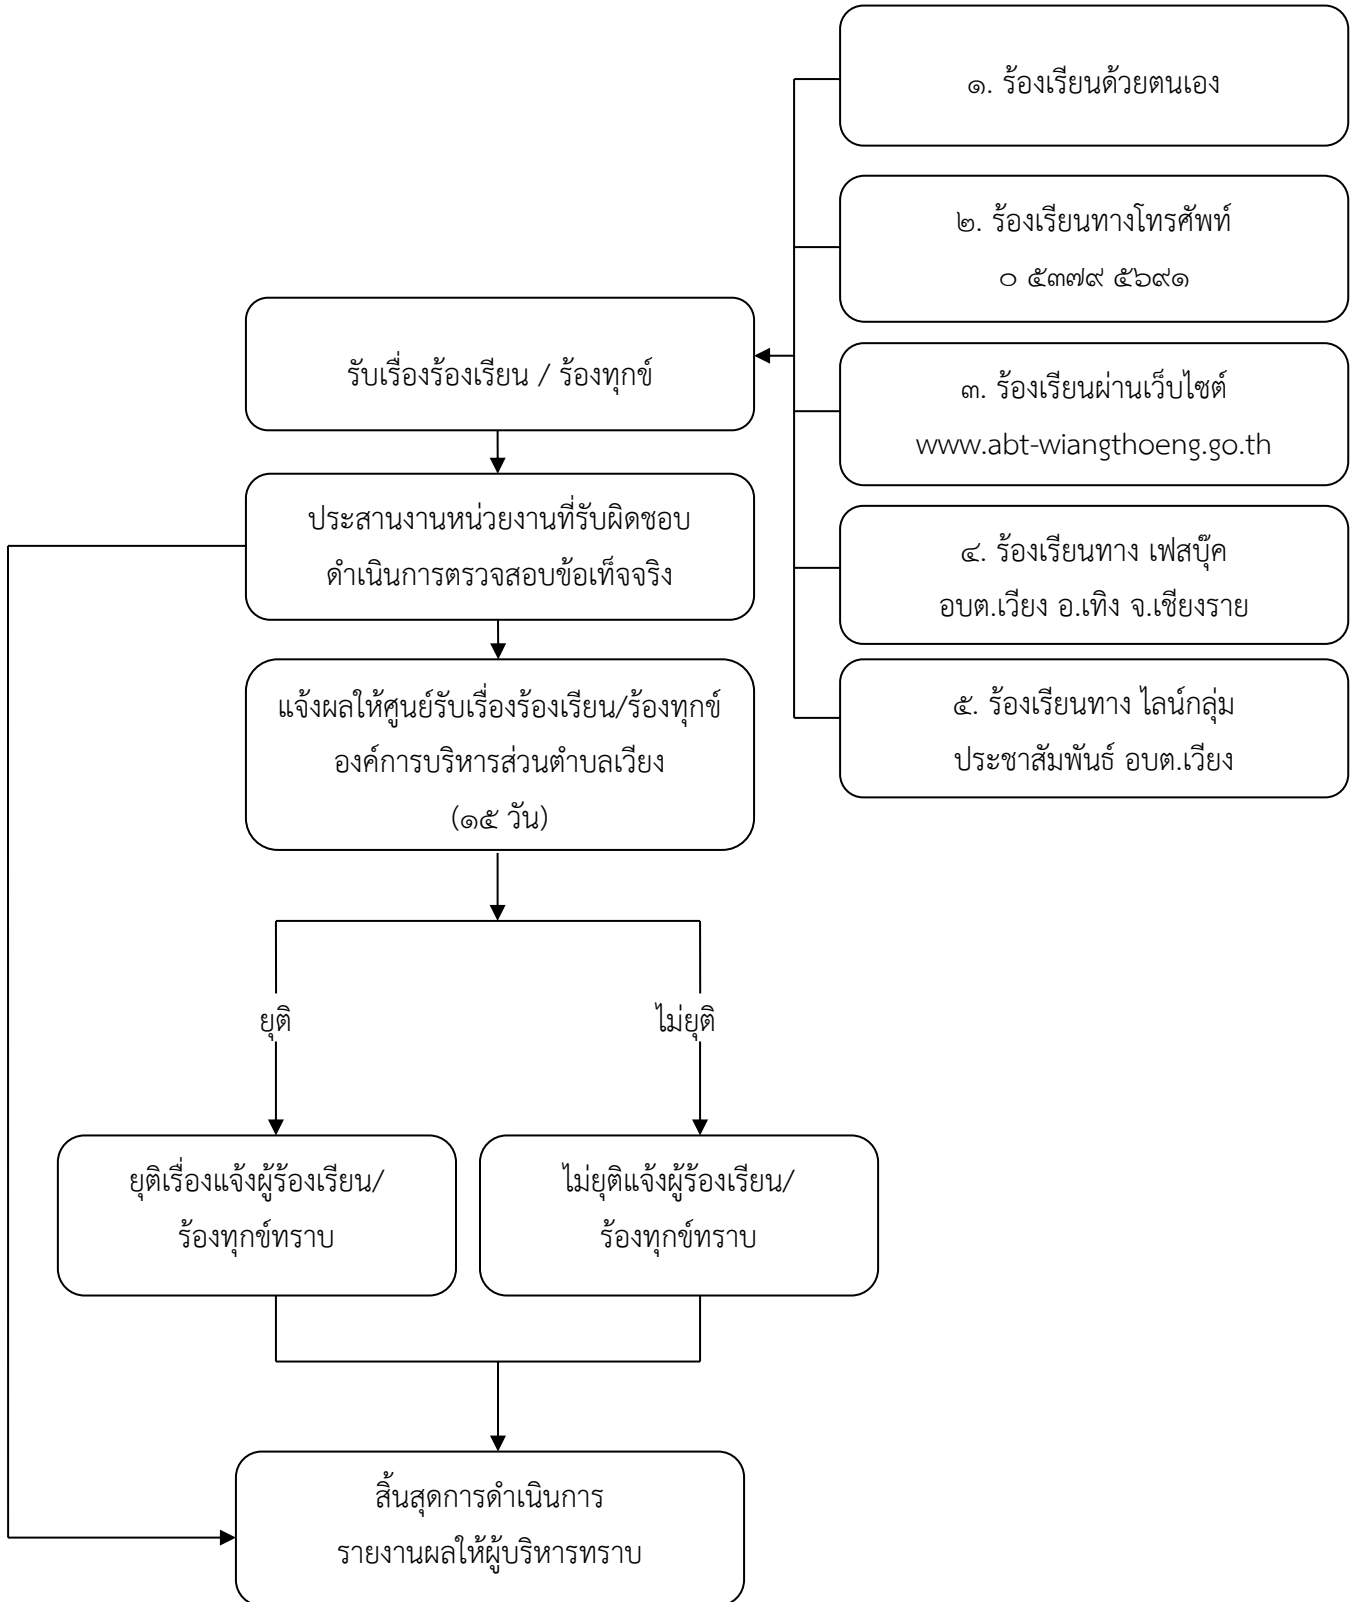 ๑. ร้องเรียนด้วยตนเอง
๒. ร้องเรียนทางโทรศัพท์
๐ ๕๓๗๙ ๕๖๙๑
๓. ร้องเรียนผ่านเว็บไซต์
www.abt-wiangthoeng.go.th
๔. ร้องเรียนทาง เฟสบุ๊ค
อบต.เวียง อ.เทิง จ.เชียงราย
๕. ร้องเรียนทาง ไลน์กลุ่ม
ประชาสัมพันธ์ อบต.เวียง
รับเรื่องร้องเรียน / ร้องทุกข์
ประสานงานหน่วยงานที่รับผิดชอบ
ดำเนินการตรวจสอบข้อเท็จจริง
แจ้งผลให้ศูนย์รับเรื่องร้องเรียน/ร้องทุกข์
องค์การบริหารส่วนตำบลเวียง
(๑๕ วัน)
ยุติ
ไม่ยุติ
ยุติเรื่องแจ้งผู้ร้องเรียน/
ร้องทุกข์ทราบ
ไม่ยุติแจ้งผู้ร้องเรียน/
ร้องทุกข์ทราบ
สิ้นสุดการดำเนินการ
รายงานผลให้ผู้บริหารทราบ